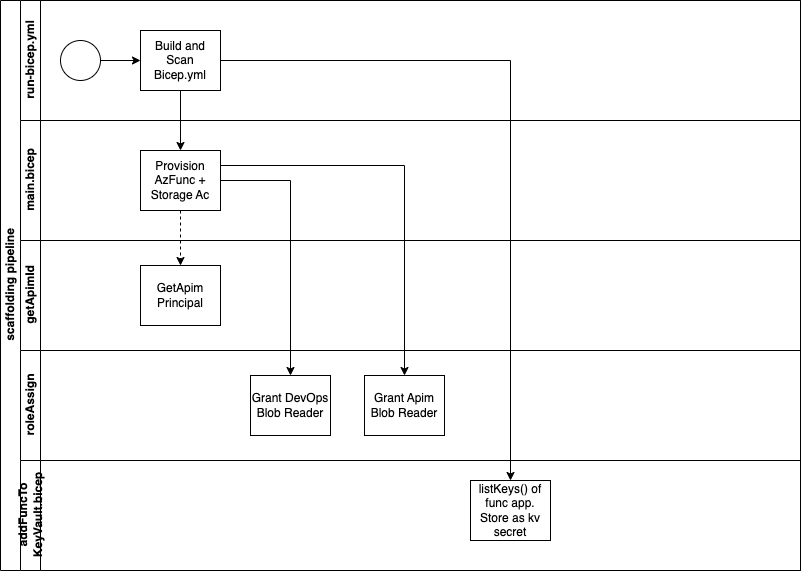 scaffolding pipeline
run-bicep.yml
Build and
Scan
Bicep.yml
main.bicep
Provision
AzFunc +
Storage Ac
getApimId
GetApim
Principal
roleAssign
Grant DevOps
Blob Reader
Grant Apim
Blob Reader
addFuncTo
KeyVault.bicep
listKeys() of
func app.
Store as kv
secret